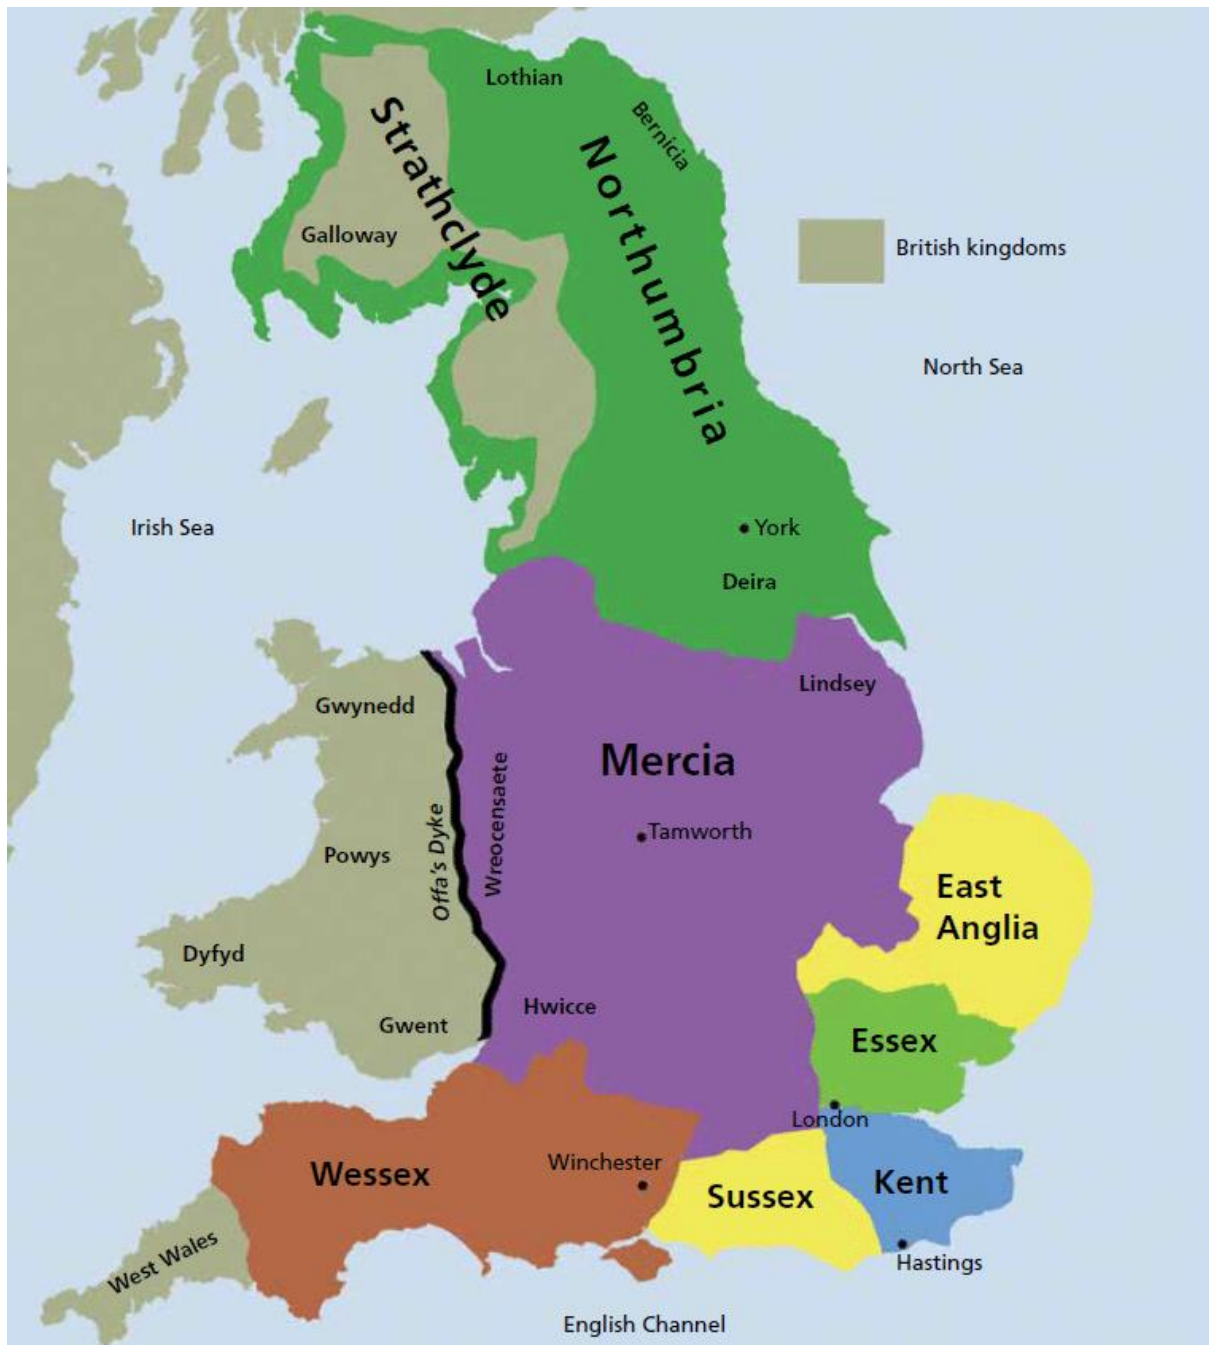 Lothian
Bernicia
Strathclyde
Northumbria
Galloway
British kingdoms
North Sea
Irish Sea
York
Deira
Lindsey
Gwynedd
Mercia
Wreocensaete
Offa's Dyke
Tamworth
Powys
East
Anglia
Dyfyd
Hwicce
Gwent
Essex
London
Winchester
Wessex
Sussex
Kent
West Wales
Hastings
English Channel